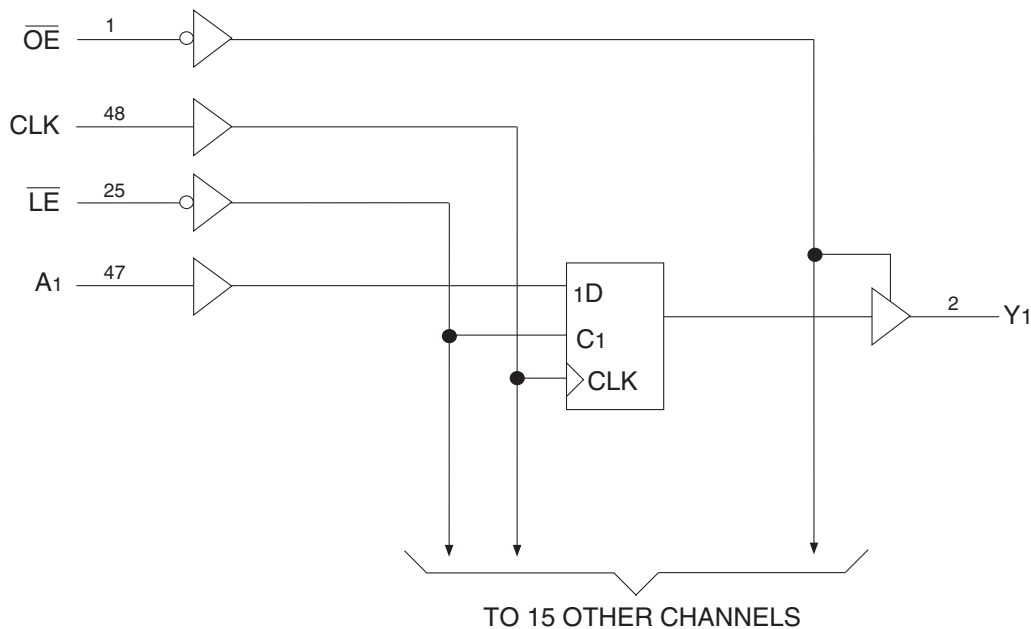 OE 1
CLK 48
LE 25
A1 47
1D
C1
CLK
2 Y1
TO 15 OTHER CHANNELS